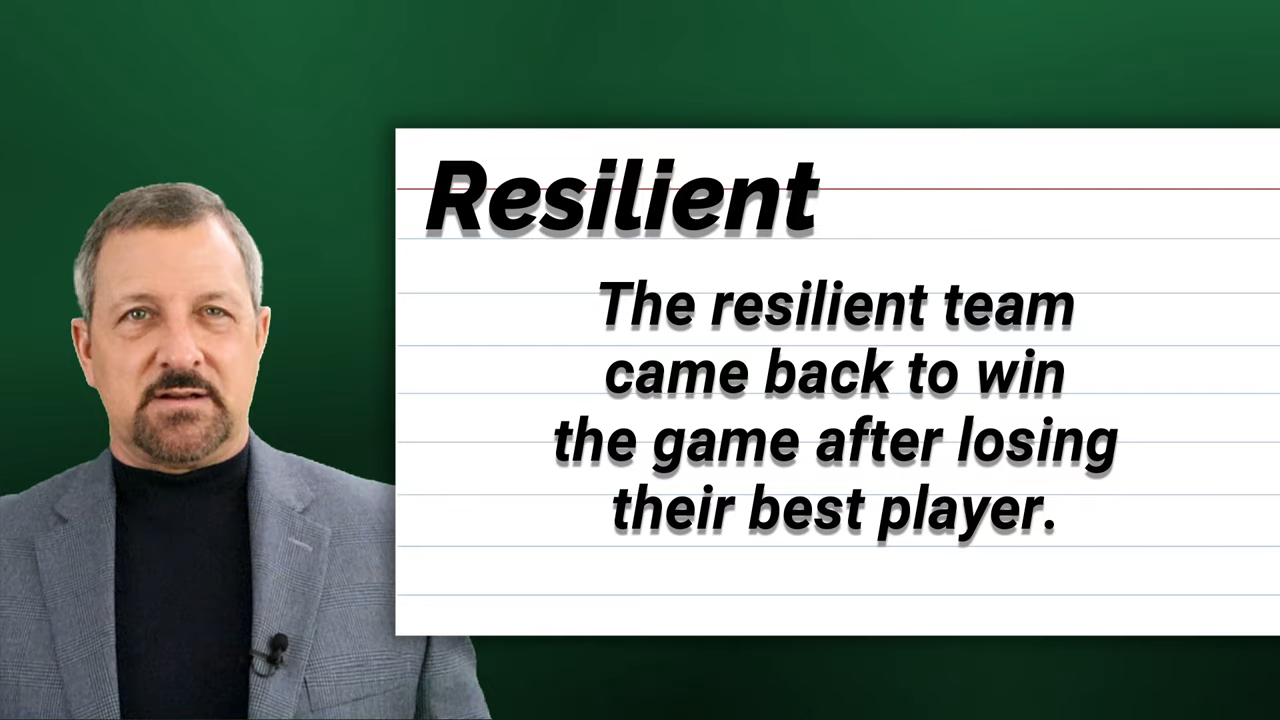 Resilient
The resilient team
came back to win
the game after losing
their best player.